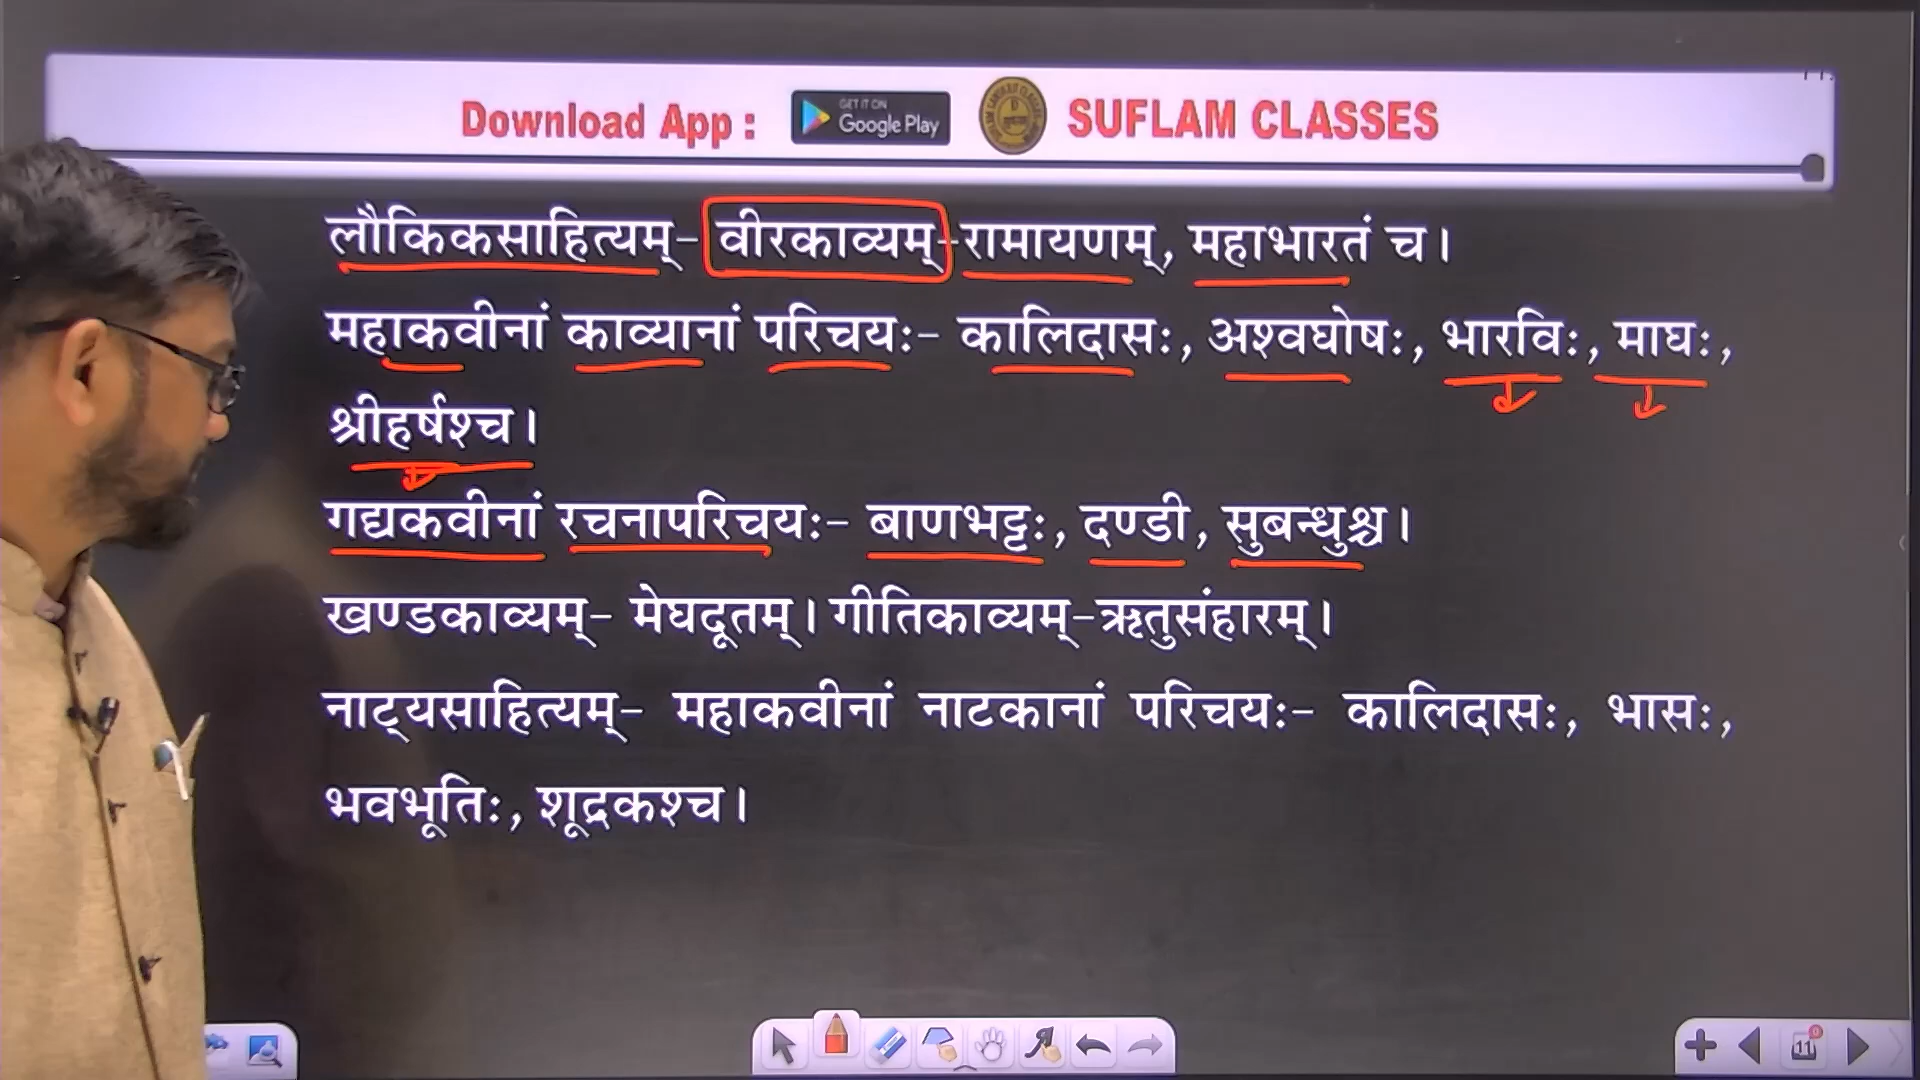 Download App : GET IT ON Google Play SUFLAM CLASSES
लौकिकसाहित्यम्- वीरकाव्यम्-रामायणम्, महाभारतं च।
महाकवीनां काव्यानां परिचयः- कालिदासः, अश्वघोषः, भारविः, माघः,
श्रीहर्षश्च।
गद्यकवीनां रचनापरिचयः- बाणभट्टः, दण्डी, सुबन्धुश्च।
खण्डकाव्यम्- मेघदूतम्। गीतिकाव्यम्-ऋतुसंहारम्।
नाट्यसाहित्यम्- महाकवीनां नाटकानां परिचयः- कालिदासः, भासः,
भवभूतिः, शूद्रकश्च।
11